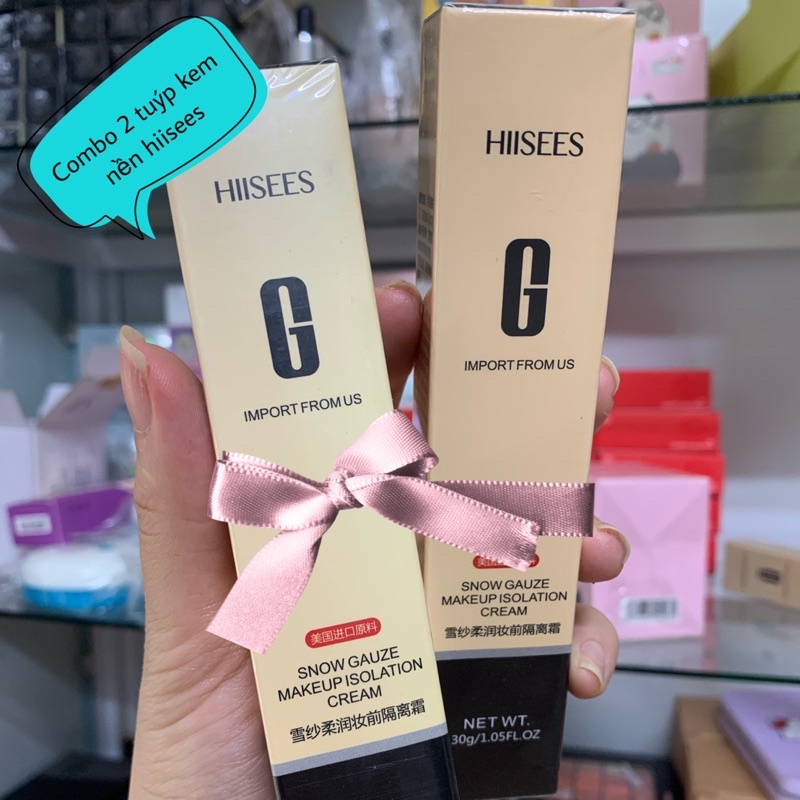 Combo 2 tuýp kem
nền hiisees
HIISEES
G
IMPORT FROM US
美国进口原料
SNOW GAUZE
MAKEUP ISOLATION
CREAM
雪纱柔润妆前隔离霜
HIISEES
G
IMPORT FROM US
SNOW GAUZE
MAKEUP ISOLATION
CREAM
雪纱柔润妆前隔离霜
NET WT.
30g/1.05FL.OZ